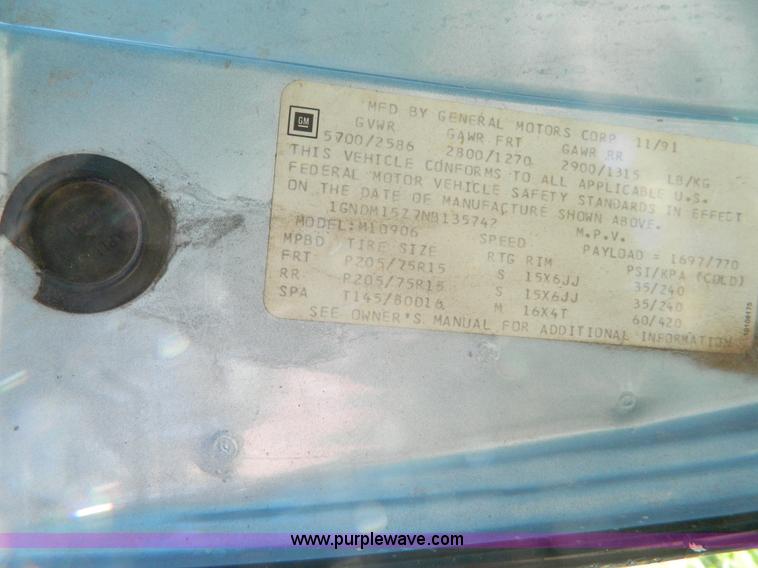 GM
MFD BY GENERAL MOTORS CORP 11/91
GVWR GAWR FRT GAWR RR
5700/2586 2800/1270 2900/1315 LB/KG
THIS VEHICLE CONFORMS TO ALL APPLICABLE U.S.
FEDERAL MOTOR VEHICLE SAFETY STANDARDS IN EFFECT
ON THE DATE OF MANUFACTURE SHOWN ABOVE.
1GNDM15Z7NB135747 M.P.V.
MODEL: M10906 PAYLOAD = 1697/770
MPBD TIRE SIZE SPEED RTG RIM PSI/KPA (COLD)
FRT P205/75R15 S 15X6JJ 35/240
RR P205/75R15 S 15X6JJ 35/240
SPA T145/80D16 M 16X4T 60/420
SEE OWNER'S MANUAL FOR ADDITIONAL INFORMATION
www.purplewave.com